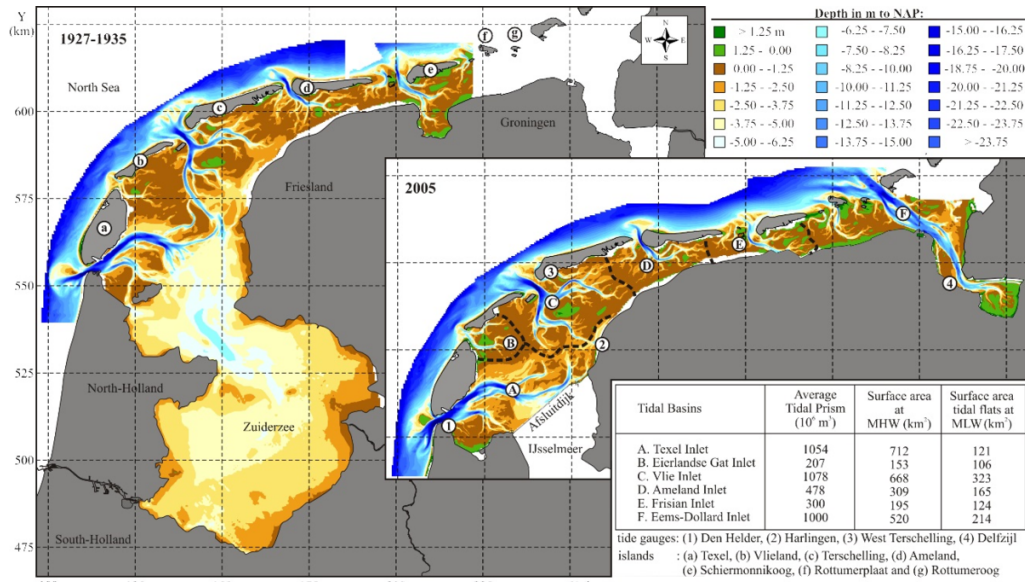 Y
(km)
1927-1935
North Sea
600
575
550
525
500
475
a
b
c
d
e
f
g
Groningen
Friesland
North-Holland
Zuiderzee
South-Holland
N
W E
S
Depth in m to NAP:
> 1.25 m
1.25 - 0.00
0.00 - -1.25
-1.25 - -2.50
-2.50 - -3.75
-3.75 - -5.00
-5.00 - -6.25
-6.25 - -7.50
-7.50 - -8.25
-8.25 - -10.00
-10.00 - -11.25
-11.25 - -12.50
-12.50 - -13.75
-13.75 - -15.00
-15.00 - -16.25
-16.25 - -17.50
-18.75 - -20.00
-20.00 - -21.25
-21.25 - -22.50
-22.50 - -23.75
> -23.75
2005
A
B
C
D
E
F
1
2
3
4
Afsluitdijk
IJsselmeer
Tidal Basins Average Tidal Prism (10⁶ m³) Surface area at MHW (km²) Surface area tidal flats at MLW (km²)
A. Texel Inlet 1054 712 121
B. Eierlandse Gat Inlet 207 153 106
C. Vlie Inlet 1078 668 323
D. Ameland Inlet 478 309 165
E. Frisian Inlet 300 195 124
F. Eems-Dollard Inlet 1000 520 214
tide gauges: (1) Den Helder, (2) Harlingen, (3) West Terschelling, (4) Delfzijl
islands : (a) Texel, (b) Vlieland, (c) Terschelling, (d) Ameland,
(e) Schiermonnikoog, (f) Rottumerplaat and (g) Rottumeroog